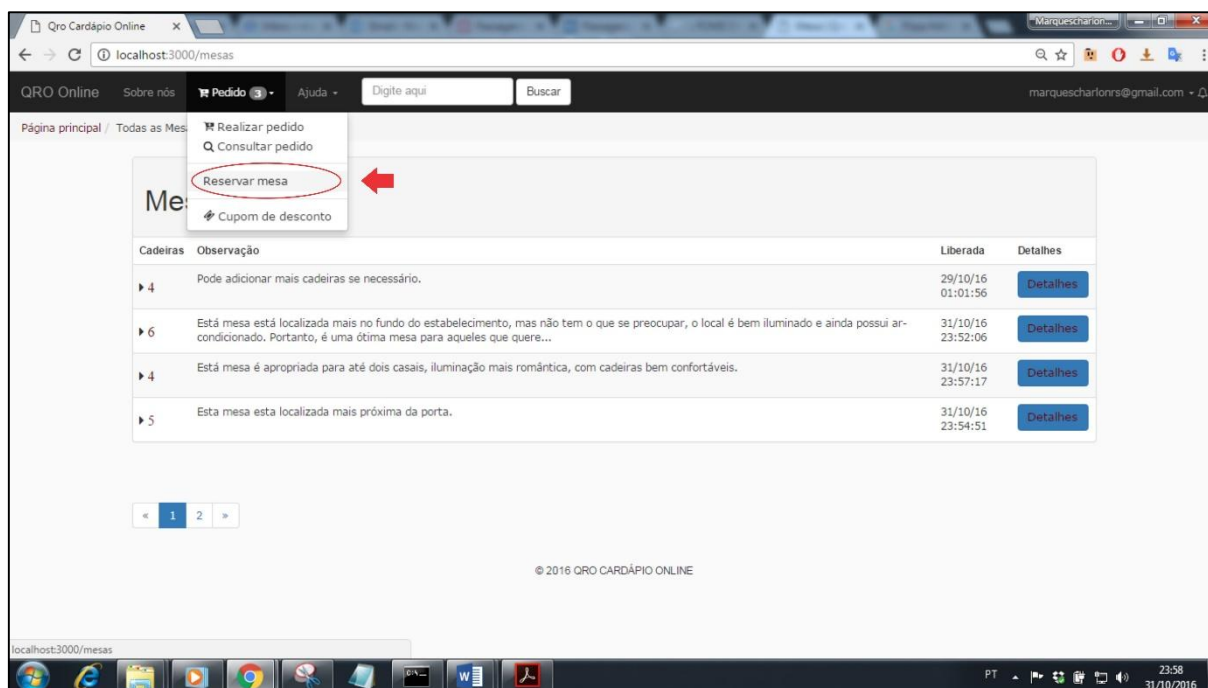 Qro Cardápio Online
Marquescharlon...
localhost:3000/mesas
QRO Online Sobre nós Pedido 3 Ajuda Digite aqui Buscar marquescharlonrs@gmail.com
Página principal / Todas as Mes
Realizar pedido
Consultar pedido
Reservar mesa
Cupom de desconto
Me
Cadeiras Observação Liberada Detalhes
4 Pode adicionar mais cadeiras se necessário. 29/10/16 Detalhes
01:01:56
6 Está mesa está localizada mais no fundo do estabelecimento, mas não tem o que se preocupar, o local é bem iluminado e ainda possui ar- 31/10/16 Detalhes
condicionado. Portanto, é uma ótima mesa para aqueles que quere... 23:52:06
4 Está mesa é apropriada para até dois casais, iluminação mais romântica, com cadeiras bem confortáveis. 31/10/16 Detalhes
23:57:17
5 Esta mesa esta localizada mais próxima da porta. 31/10/16 Detalhes
23:54:51
« 1 2 »
© 2016 QRO CARDÁPIO ONLINE
localhost:3000/mesas
PT 23:58
31/10/2016